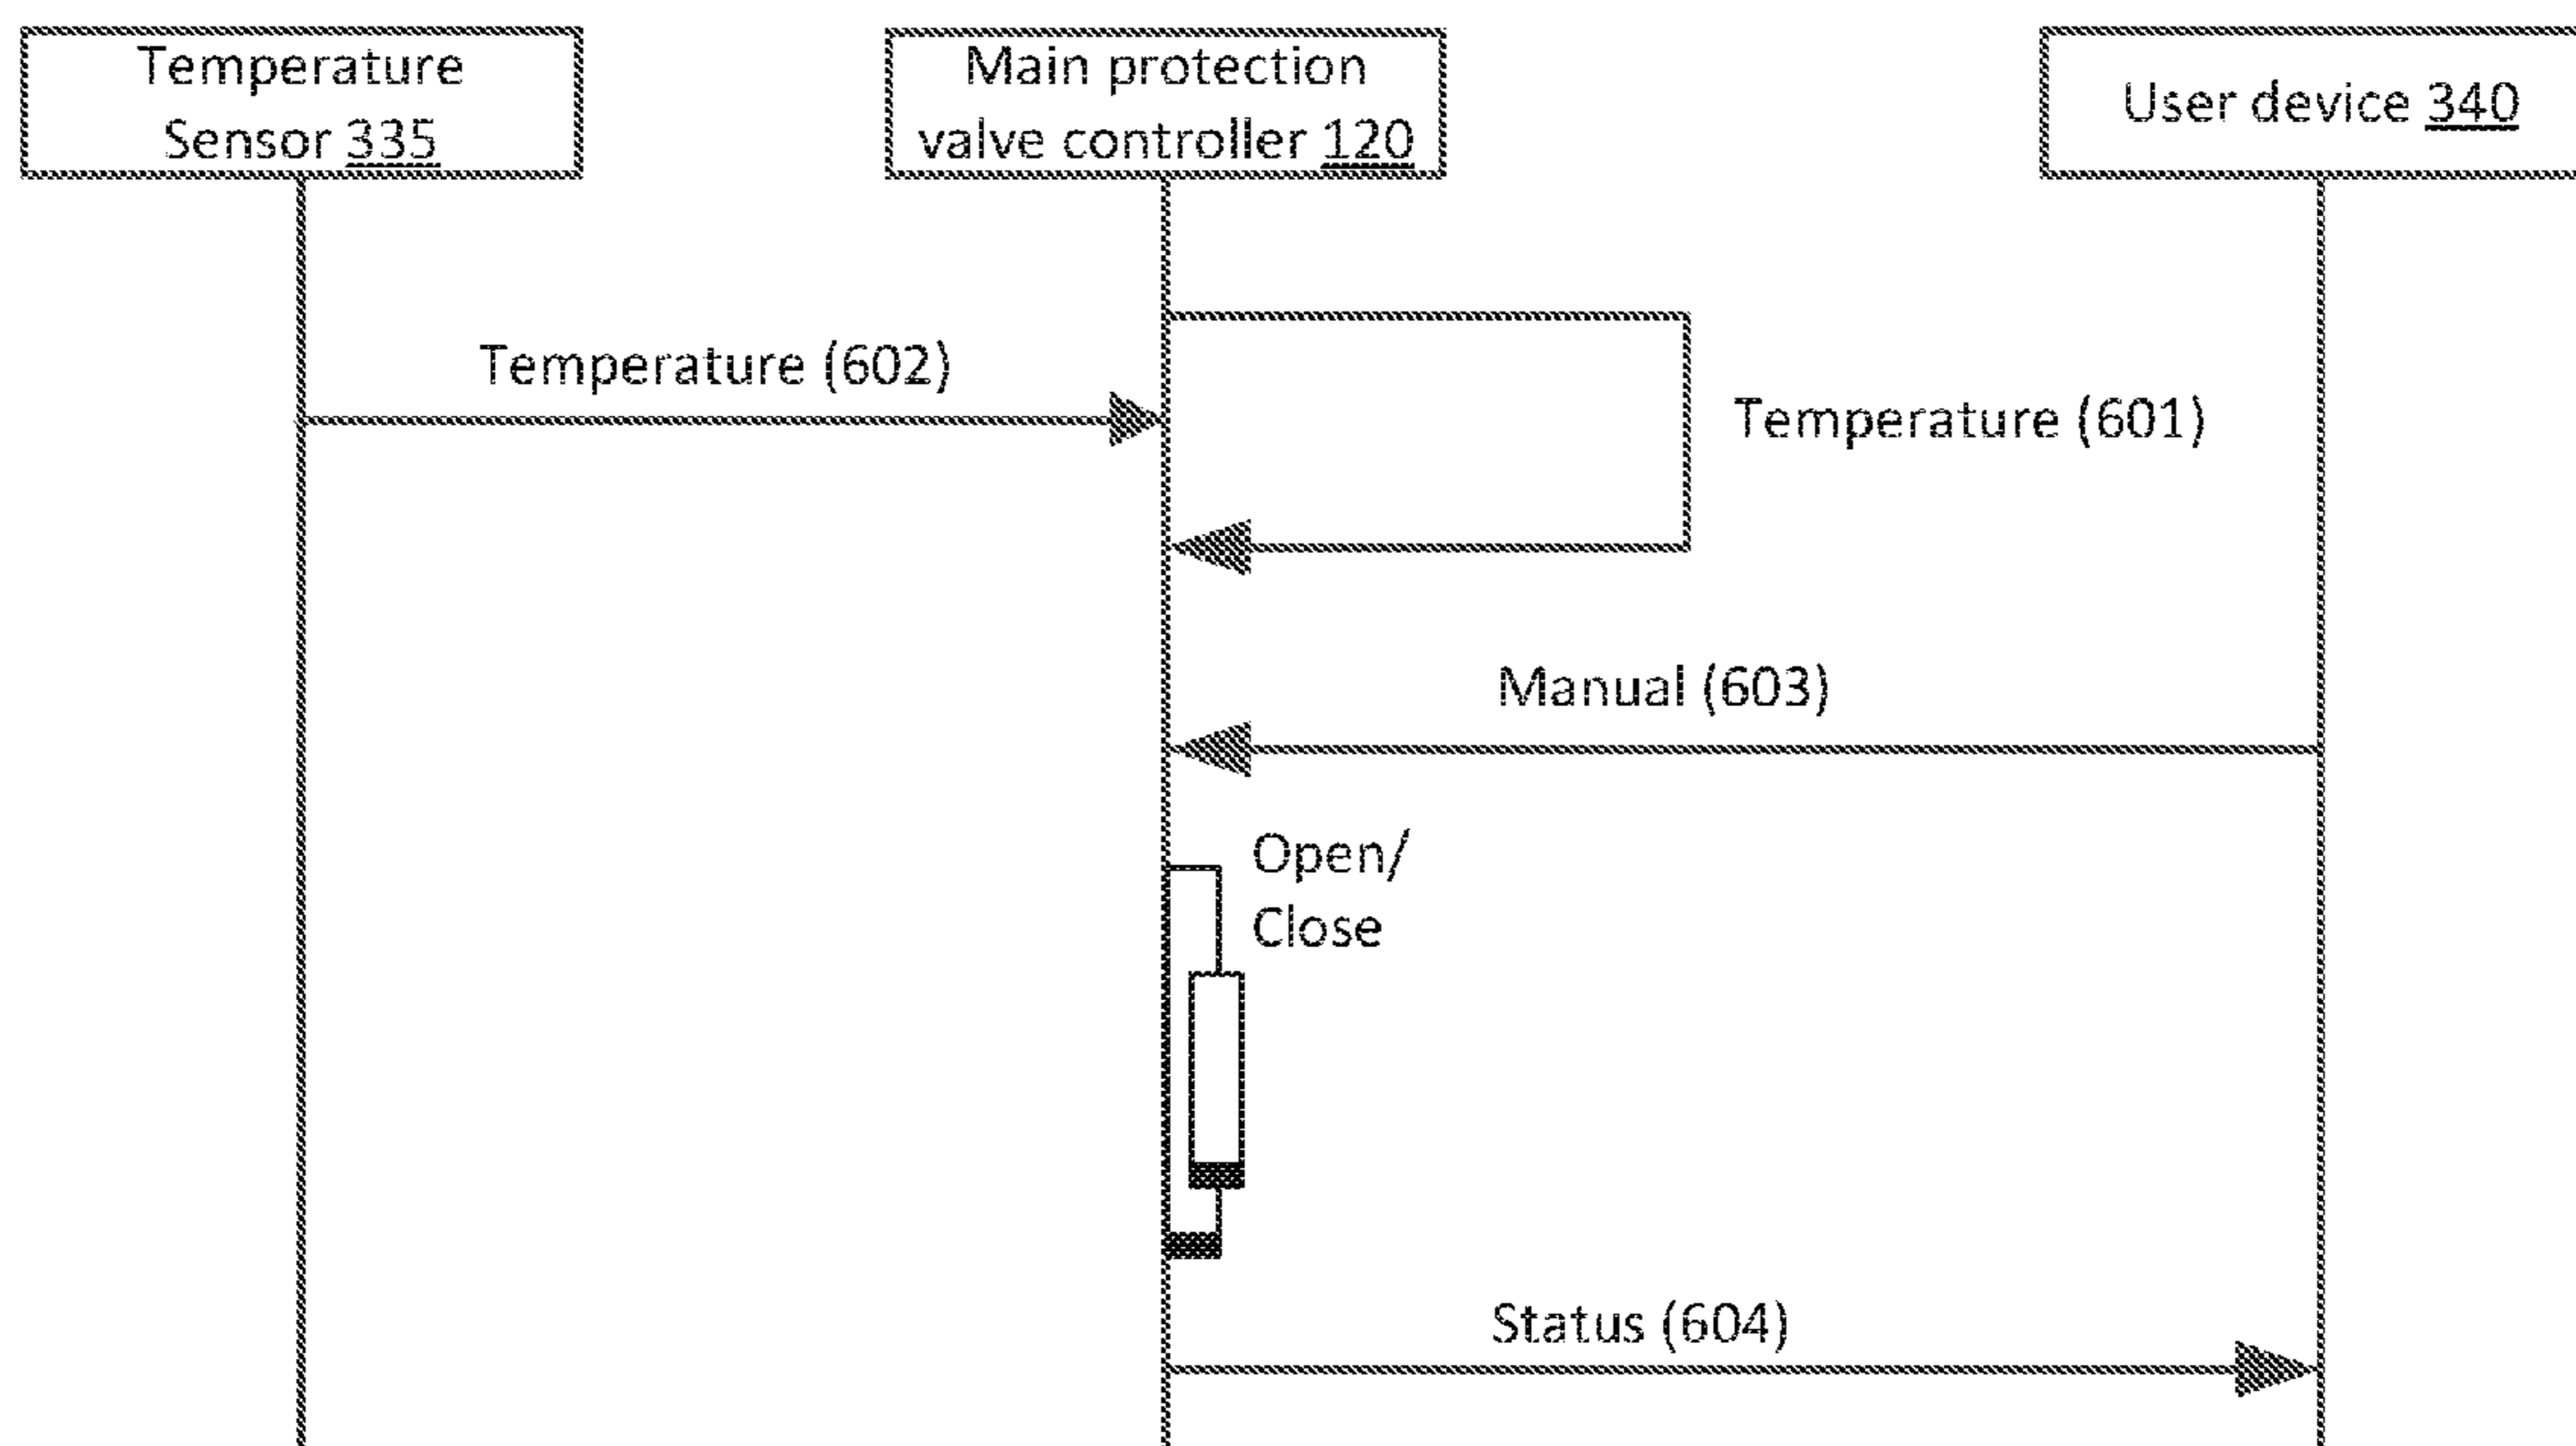 Temperature
Sensor 335
Main protection
valve controller 120
User device 340
Temperature (602)
Temperature (601)
Manual (603)
Open/
Close
Status (604)